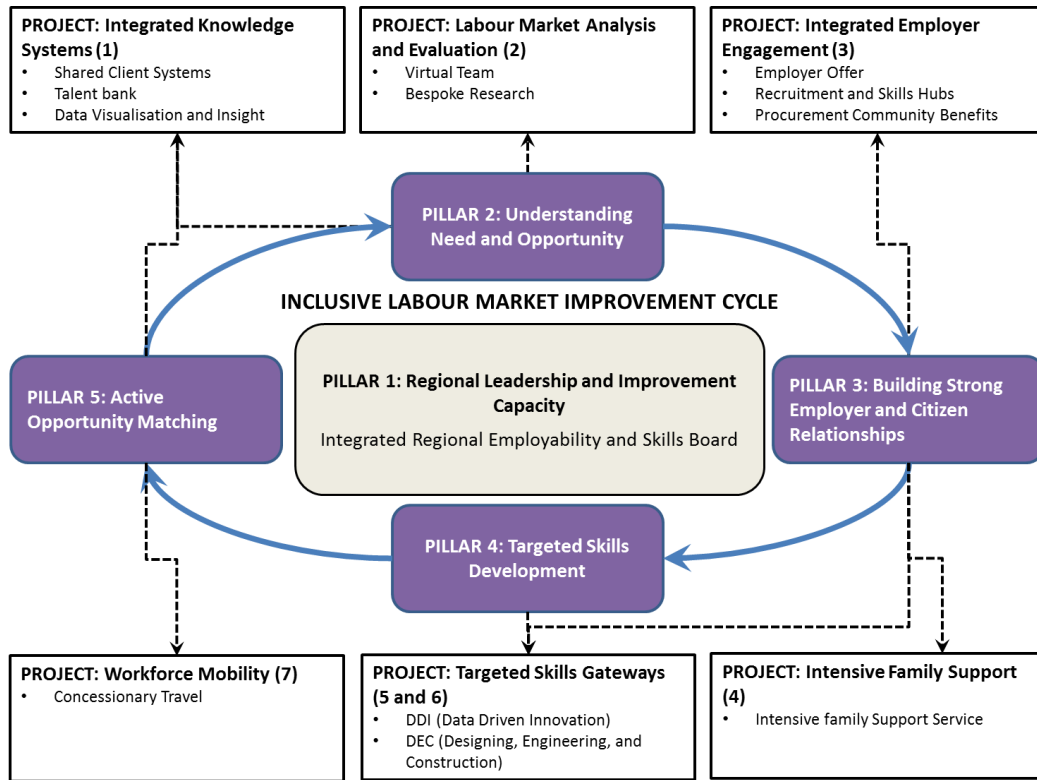 PROJECT: Integrated Knowledge
Systems (1)
• Shared Client Systems
• Talent bank
• Data Visualisation and Insight
PROJECT: Labour Market Analysis
and Evaluation (2)
• Virtual Team
• Bespoke Research
PROJECT: Integrated Employer
Engagement (3)
• Employer Offer
• Recruitment and Skills Hubs
• Procurement Community Benefits
PILLAR 2: Understanding
Need and Opportunity
INCLUSIVE LABOUR MARKET IMPROVEMENT CYCLE
PILLAR 1: Regional Leadership and Improvement
Capacity
Integrated Regional Employability and Skills Board
PILLAR 5: Active
Opportunity Matching
PILLAR 3: Building Strong
Employer and Citizen
Relationships
PILLAR 4: Targeted Skills
Development
PROJECT: Workforce Mobility (7)
• Concessionary Travel
PROJECT: Targeted Skills Gateways
(5 and 6)
• DDI (Data Driven Innovation)
• DEC (Designing, Engineering, and
Construction)
PROJECT: Intensive Family Support
(4)
• Intensive family Support Service